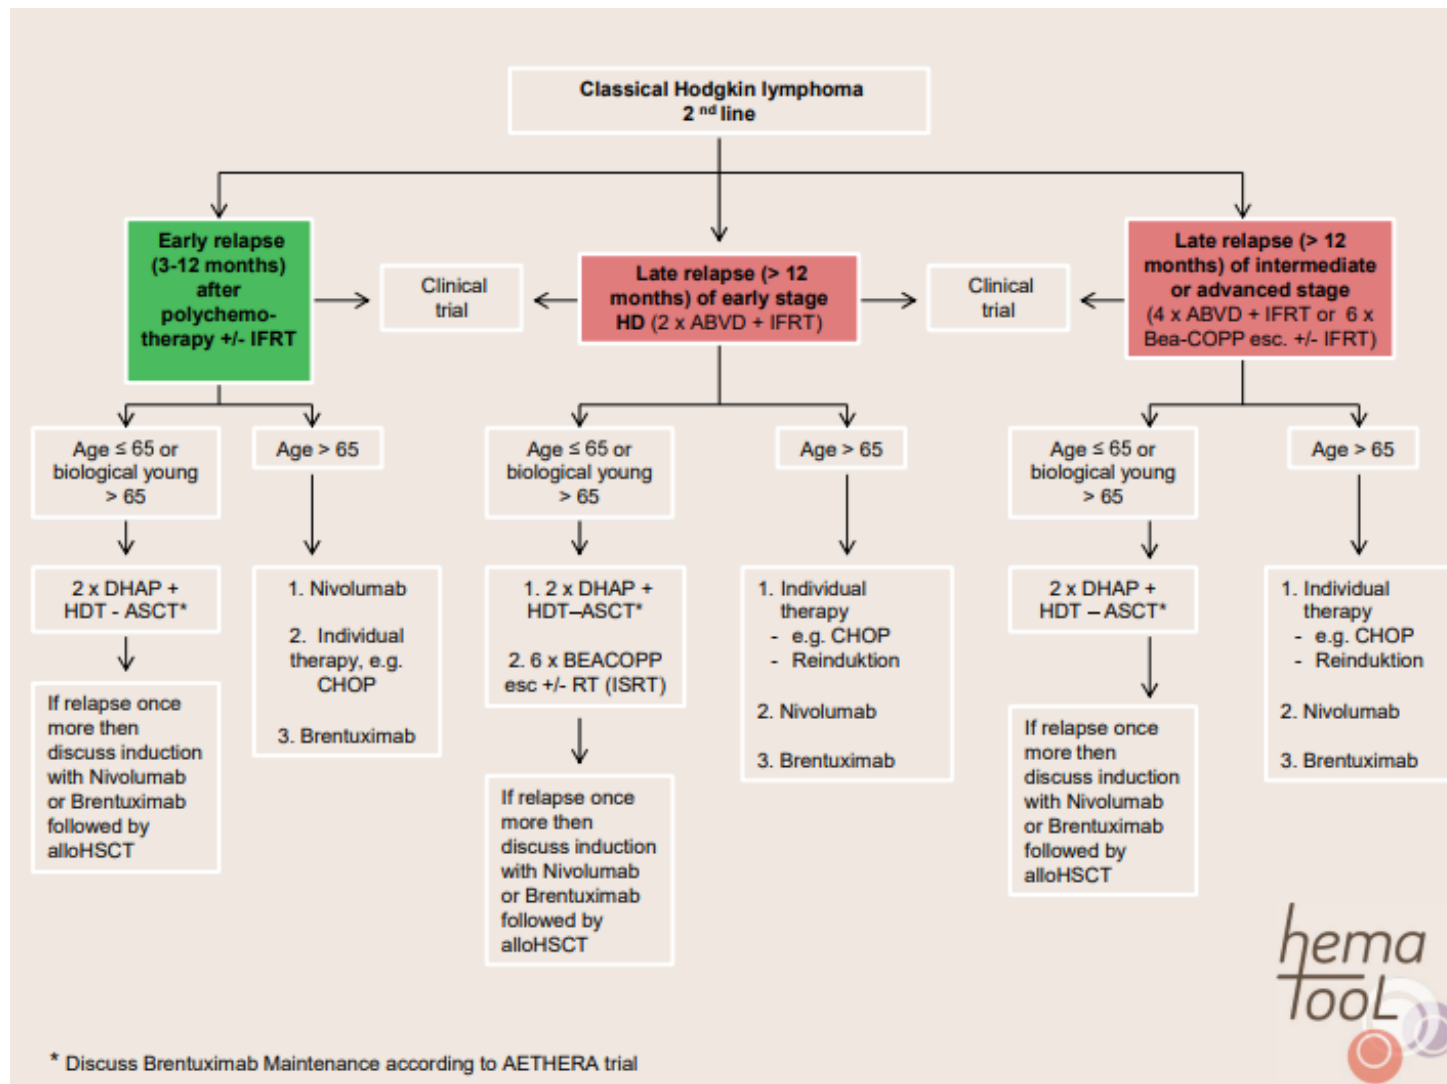 Classical Hodgkin lymphoma
2 nd line
Early relapse
(3-12 months)
after
polychemo-
therapy +/- IFRT
Clinical
trial
Late relapse (> 12
months) of early stage
HD (2 x ABVD + IFRT)
Clinical
trial
Late relapse (> 12
months) of intermediate
or advanced stage
(4 x ABVD + IFRT or 6 x
Bea-COPP esc. +/- IFRT)
Age ≤ 65 or
biological young
> 65
Age > 65
Age ≤ 65 or
biological young
> 65
Age > 65
Age ≤ 65 or
biological young
> 65
Age > 65
2 x DHAP +
HDT - ASCT*
1. Nivolumab
2. Individual
therapy, e.g.
CHOP
3. Brentuximab
1. 2 x DHAP +
HDT–ASCT*
2. 6 x BEACOPP
esc +/- RT (ISRT)
1. Individual
therapy
- e.g. CHOP
- Reinduktion
2. Nivolumab
3. Brentuximab
2 x DHAP +
HDT – ASCT*
1. Individual
therapy
- e.g. CHOP
- Reinduktion
2. Nivolumab
3. Brentuximab
If relapse once
more then
discuss induction
with Nivolumab
or Brentuximab
followed by
alloHSCT
If relapse once
more then
discuss induction
with Nivolumab
or Brentuximab
followed by
alloHSCT
If relapse once
more then
discuss induction
with Nivolumab
or Brentuximab
followed by
alloHSCT
hema
tooL
* Discuss Brentuximab Maintenance according to AETHERA trial